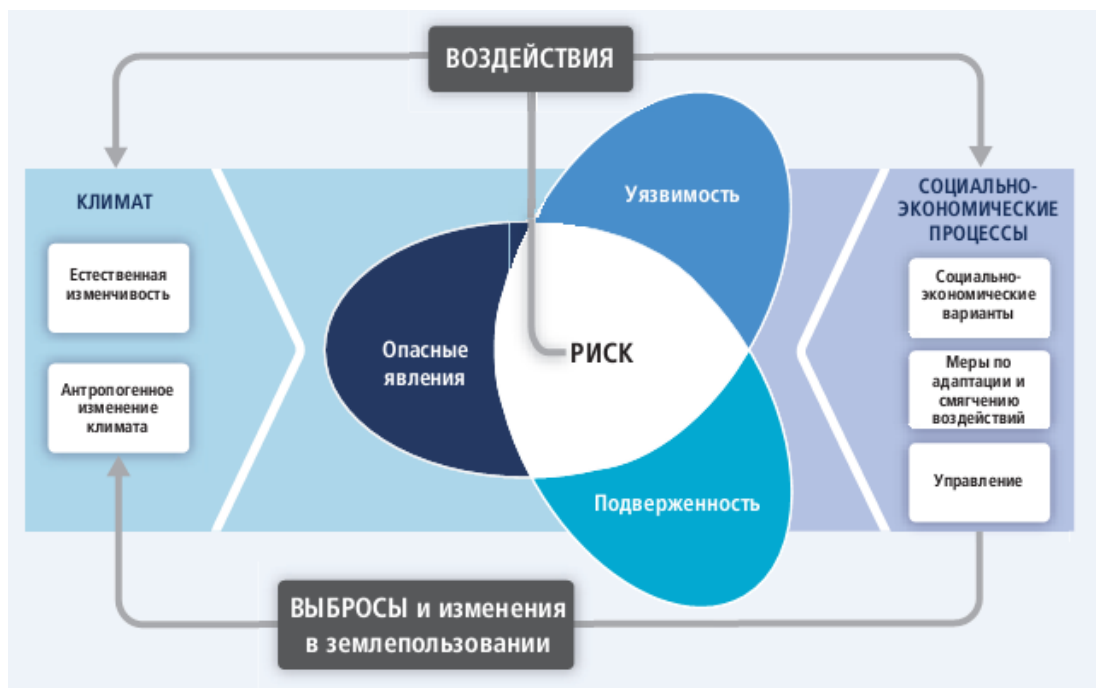 ВОЗДЕЙСТВИЯ
КЛИМАТ
Естественная
изменчивость
Антропогенное
изменение
климата
Уязвимость
Опасные
явления
РИСК
Подверженность
СОЦИАЛЬНО-
ЭКОНОМИЧЕСКИЕ
ПРОЦЕССЫ
Социально-
экономические
варианты
Меры по
адаптации и
смягчению
воздействий
Управление
ВЫБРОСЫ и изменения
в землепользовании